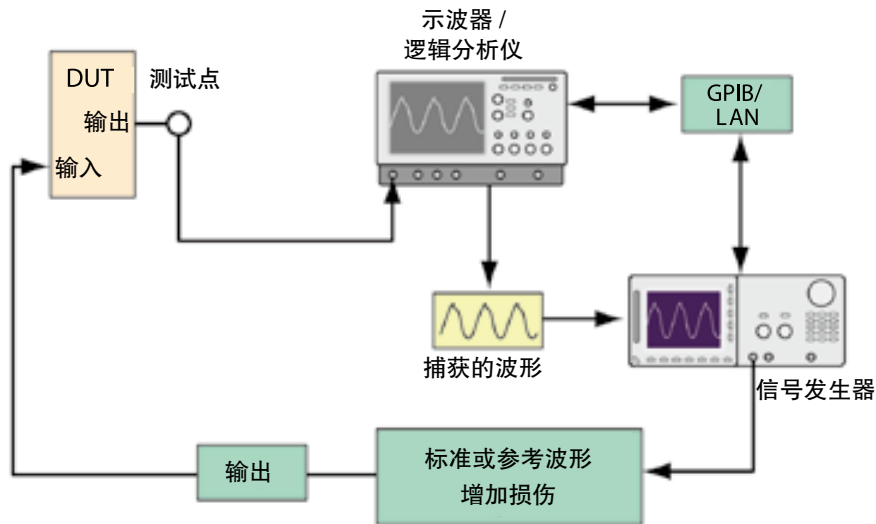 示波器 /
逻辑分析仪
DUT
测试点
输出
输入
GPIB/
LAN
捕获的波形
信号发生器
标准或参考波形
增加损伤
输出